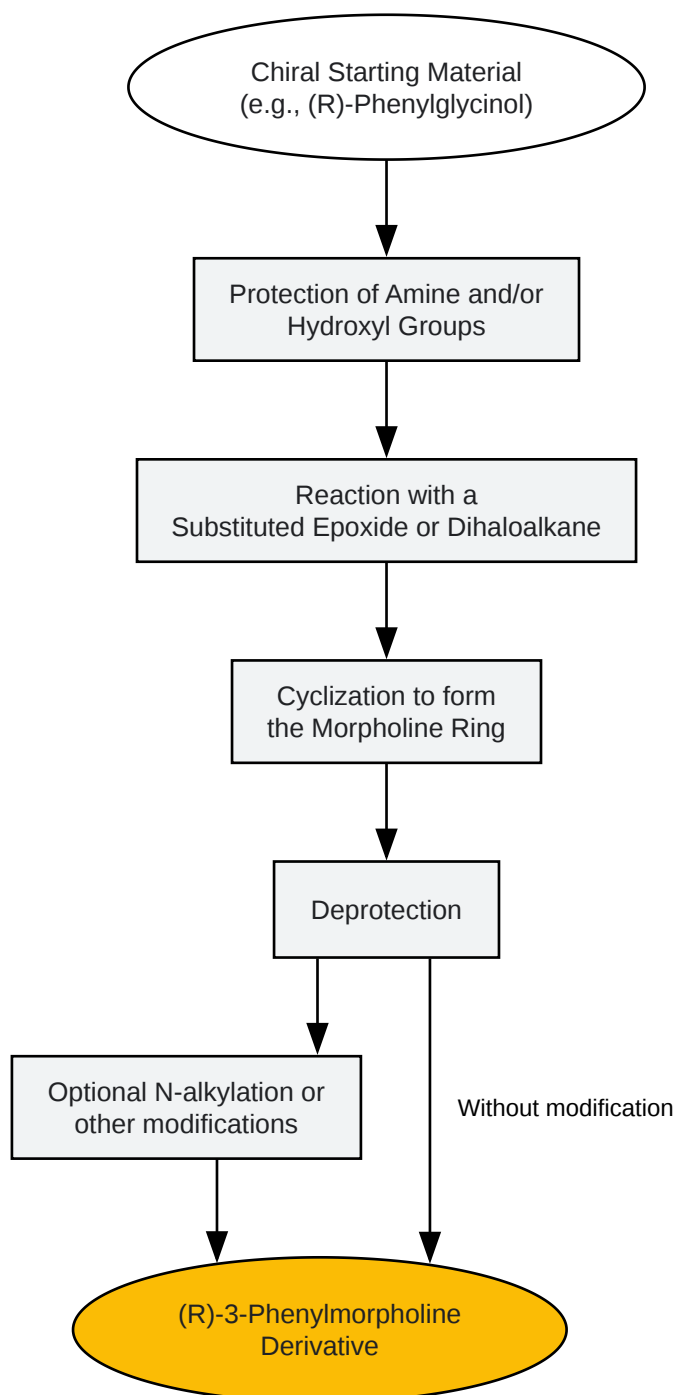 Chiral Starting Material
(e.g., (R)-Phenylglycinol)
Protection of Amine and/or
Hydroxyl Groups
Reaction with a
Substituted Epoxide or Dihaloalkane
Cyclization to form
the Morpholine Ring
Deprotection
Optional N-alkylation or
other modifications
Without modification
(R)-3-Phenylmorpholine
Derivative